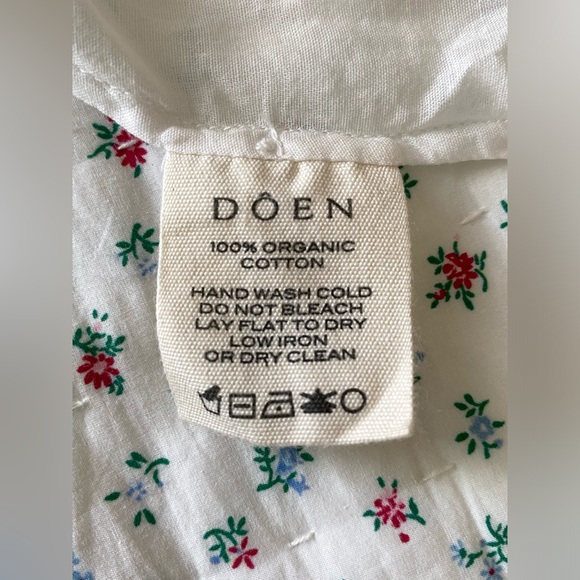 DÔEN
100% ORGANIC
COTTON
HAND WASH COLD
DO NOT BLEACH
LAY FLAT TO DRY
LOW IRON
OR DRY CLEAN